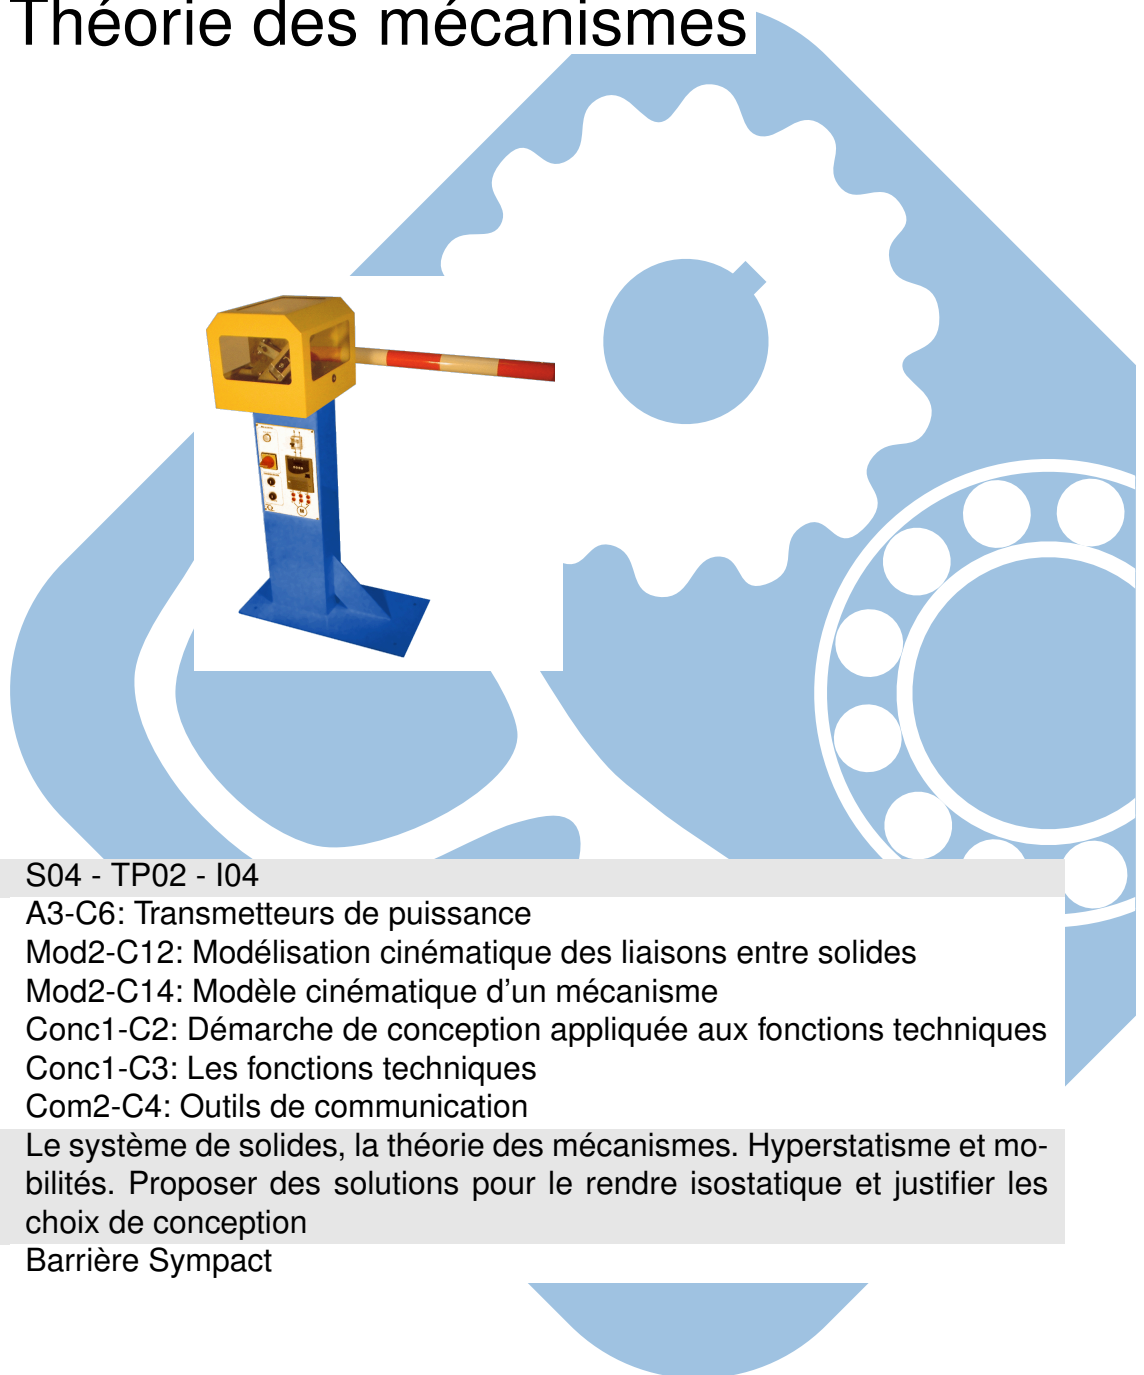 Théorie des mécanismes
S04 - TP02 - I04
A3-C6: Transmetteurs de puissance
Mod2-C12: Modélisation cinématique des liaisons entre solides
Mod2-C14: Modèle cinématique d'un mécanisme
Conc1-C2: Démarche de conception appliquée aux fonctions techniques
Conc1-C3: Les fonctions techniques
Com2-C4: Outils de communication
Le système de solides, la théorie des mécanismes. Hyperstatisme et mo-
bilités. Proposer des solutions pour le rendre isostatique et justifier les
choix de conception
Barrière Sympact